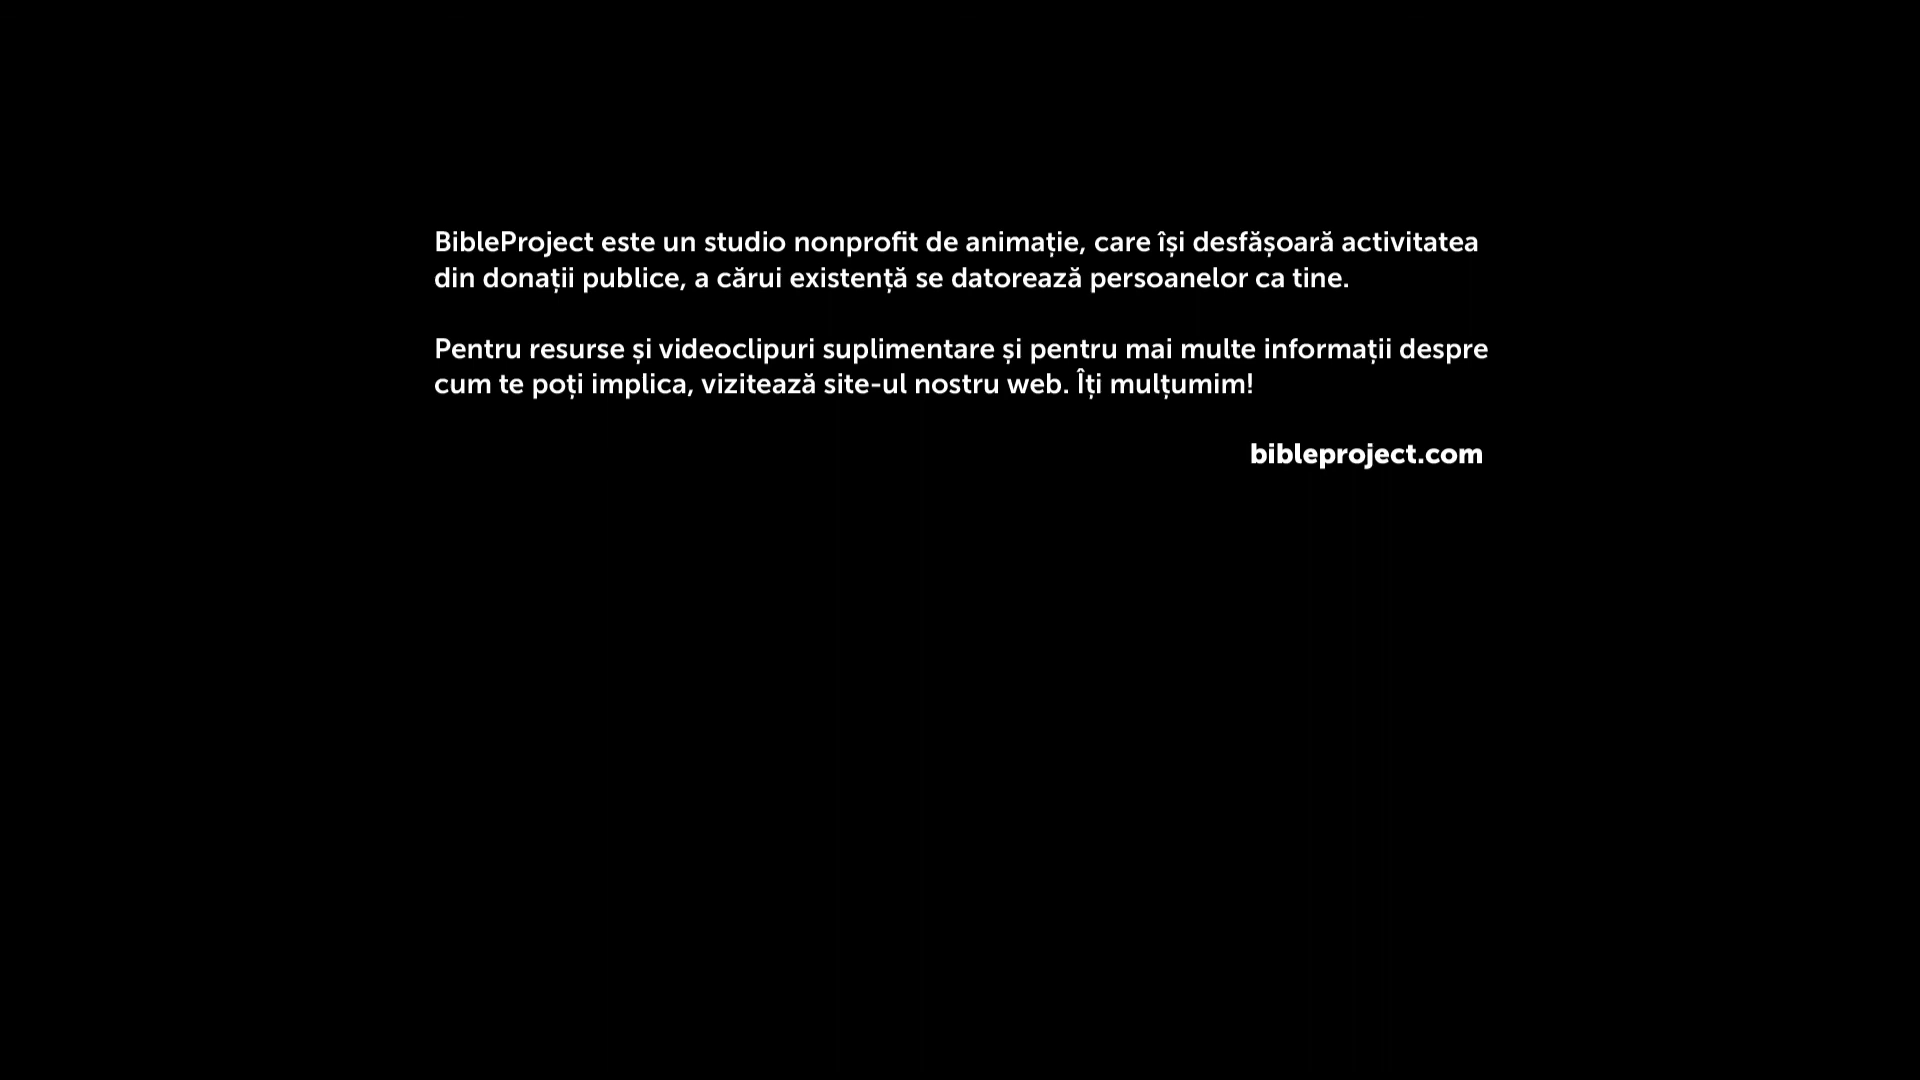 BibleProject este un studio nonprofit de animație, care își desfășoară activitatea
din donații publice, a cărui existență se datorează persoanelor ca tine.
Pentru resurse și videoclipuri suplimentare și pentru mai multe informații despre
cum te poți implica, vizitează site-ul nostru web. Îți mulțumim!
bibleproject.com